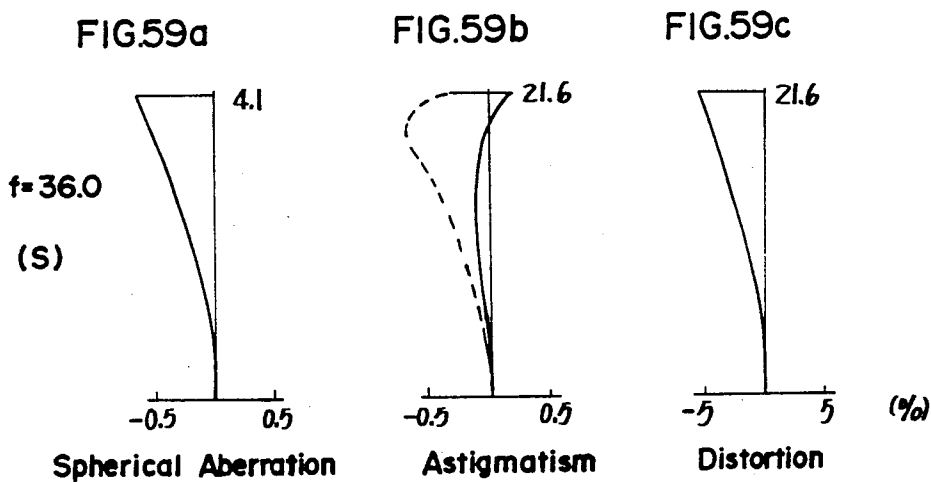 FIG.59a FIG.59b FIG.59c
4.1 21.6 21.6
f=36.0
(S)
-0.5 0.5 -0.5 0.5 -5 5 (%)
Spherical Aberration Astigmatism Distortion